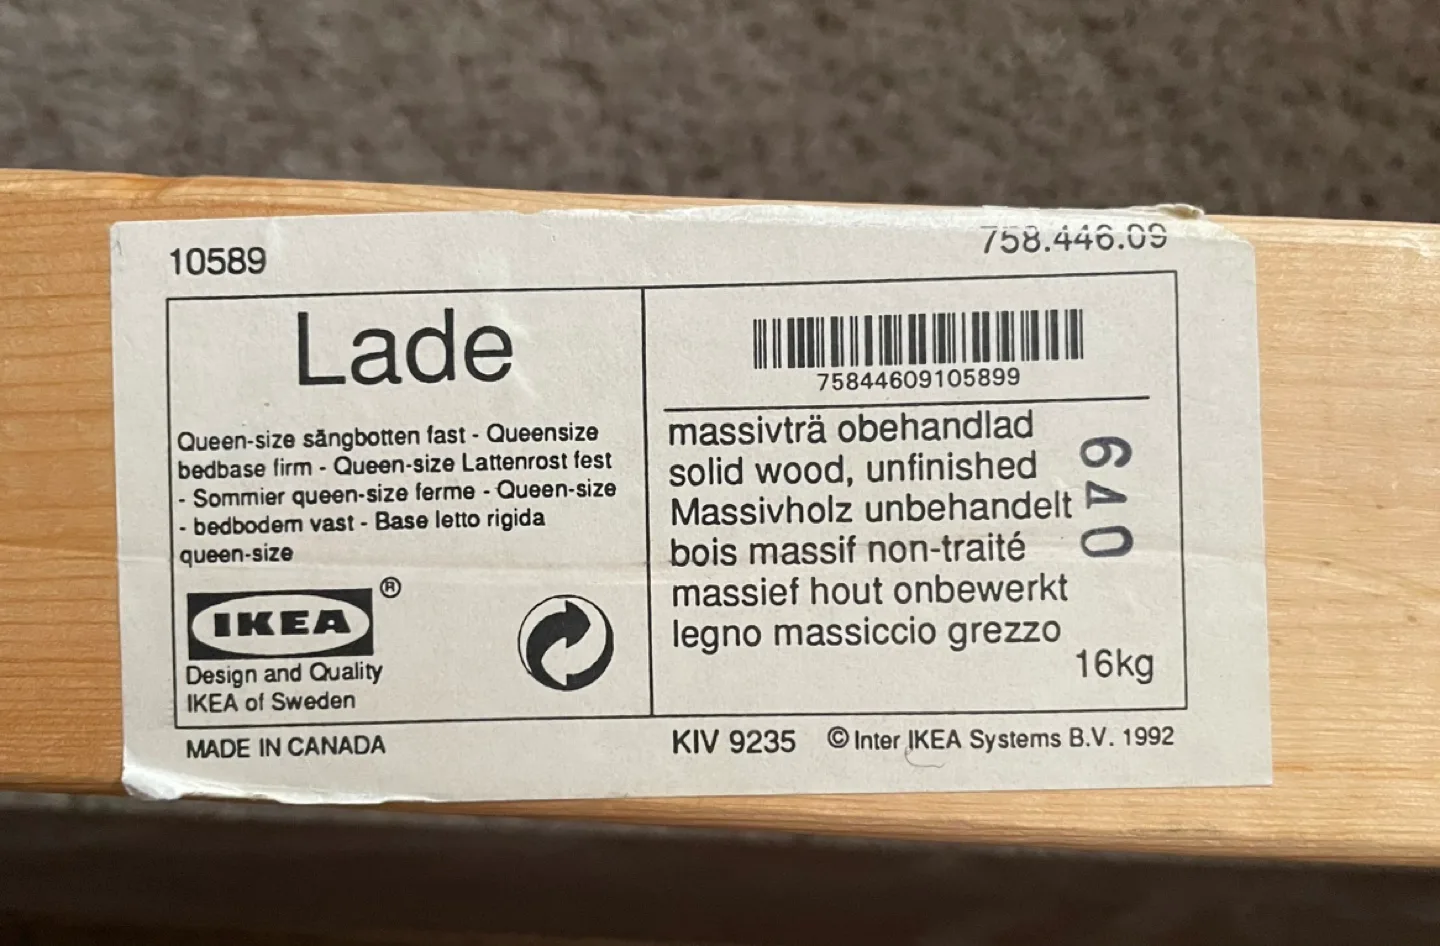 10589
758.446.09
Lade
Queen-size sångbotten fast - Queensize
bedbase firm - Queen-size Lattenrost fest
- Sommier queen-size ferme - Queen-size
- bedbodem vast - Base letto rigida
queen-size
IKEA ®
Design and Quality
IKEA of Sweden
MADE IN CANADA
75844609105899
massivträ obehandlad
solid wood, unfinished
Massivholz unbehandelt
bois massif non-traité
massief hout onbewerkt
legno massiccio grezzo
16kg
640
KIV 9235 © Inter IKEA Systems B.V. 1992